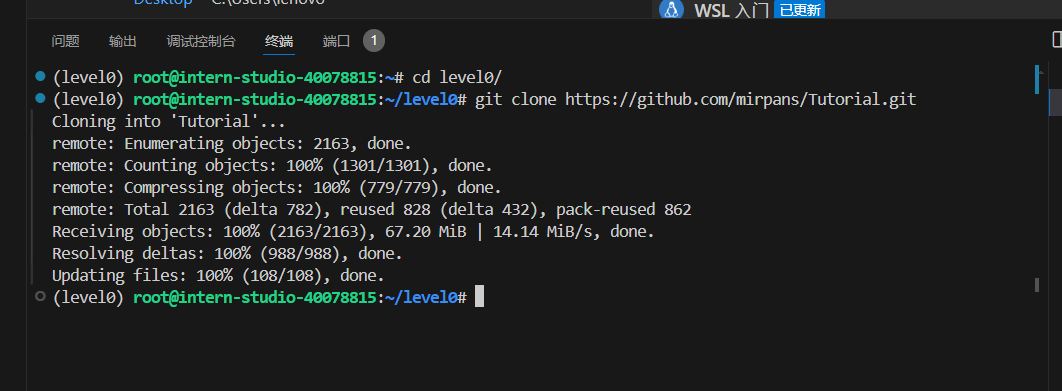 Desktop C:\Users\lenovo
WSL 入门 已更新
问题 输出 调试控制台 终端 端口 1
(level0) root@intern-studio-40078815:~# cd level0/
(level0) root@intern-studio-40078815:~/level0# git clone https://github.com/mirpans/Tutorial.git
Cloning into 'Tutorial'...
remote: Enumerating objects: 2163, done.
remote: Counting objects: 100% (1301/1301), done.
remote: Compressing objects: 100% (779/779), done.
remote: Total 2163 (delta 782), reused 828 (delta 432), pack-reused 862
Receiving objects: 100% (2163/2163), 67.20 MiB | 14.14 MiB/s, done.
Resolving deltas: 100% (988/988), done.
Updating files: 100% (108/108), done.
(level0) root@intern-studio-40078815:~/level0#